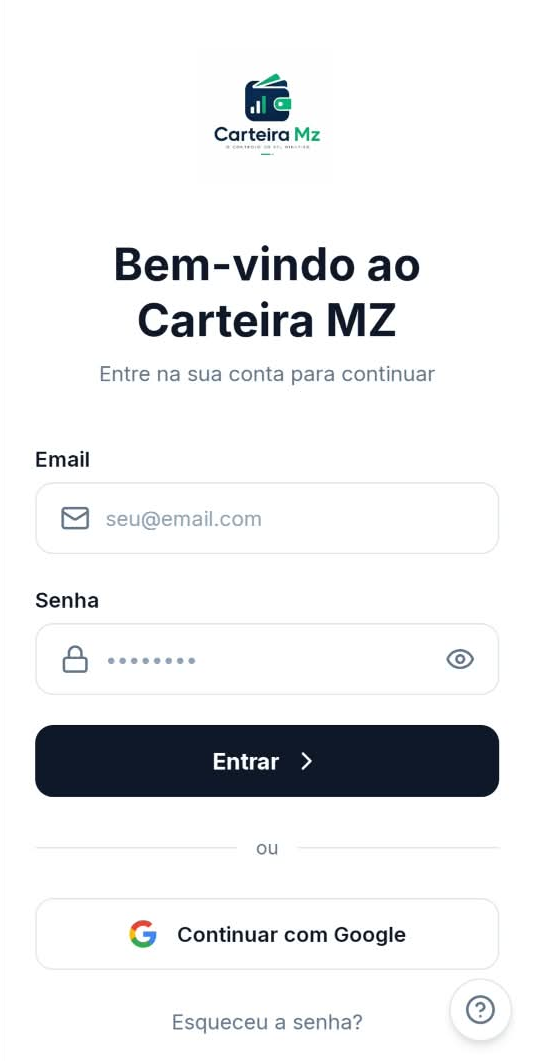 Carteira Mz
Bem-vindo ao
Carteira MZ
Entre na sua conta para continuar
Email
seu@email.com
Senha
Entrar
ou
Continuar com Google
Esqueceu a senha?
?